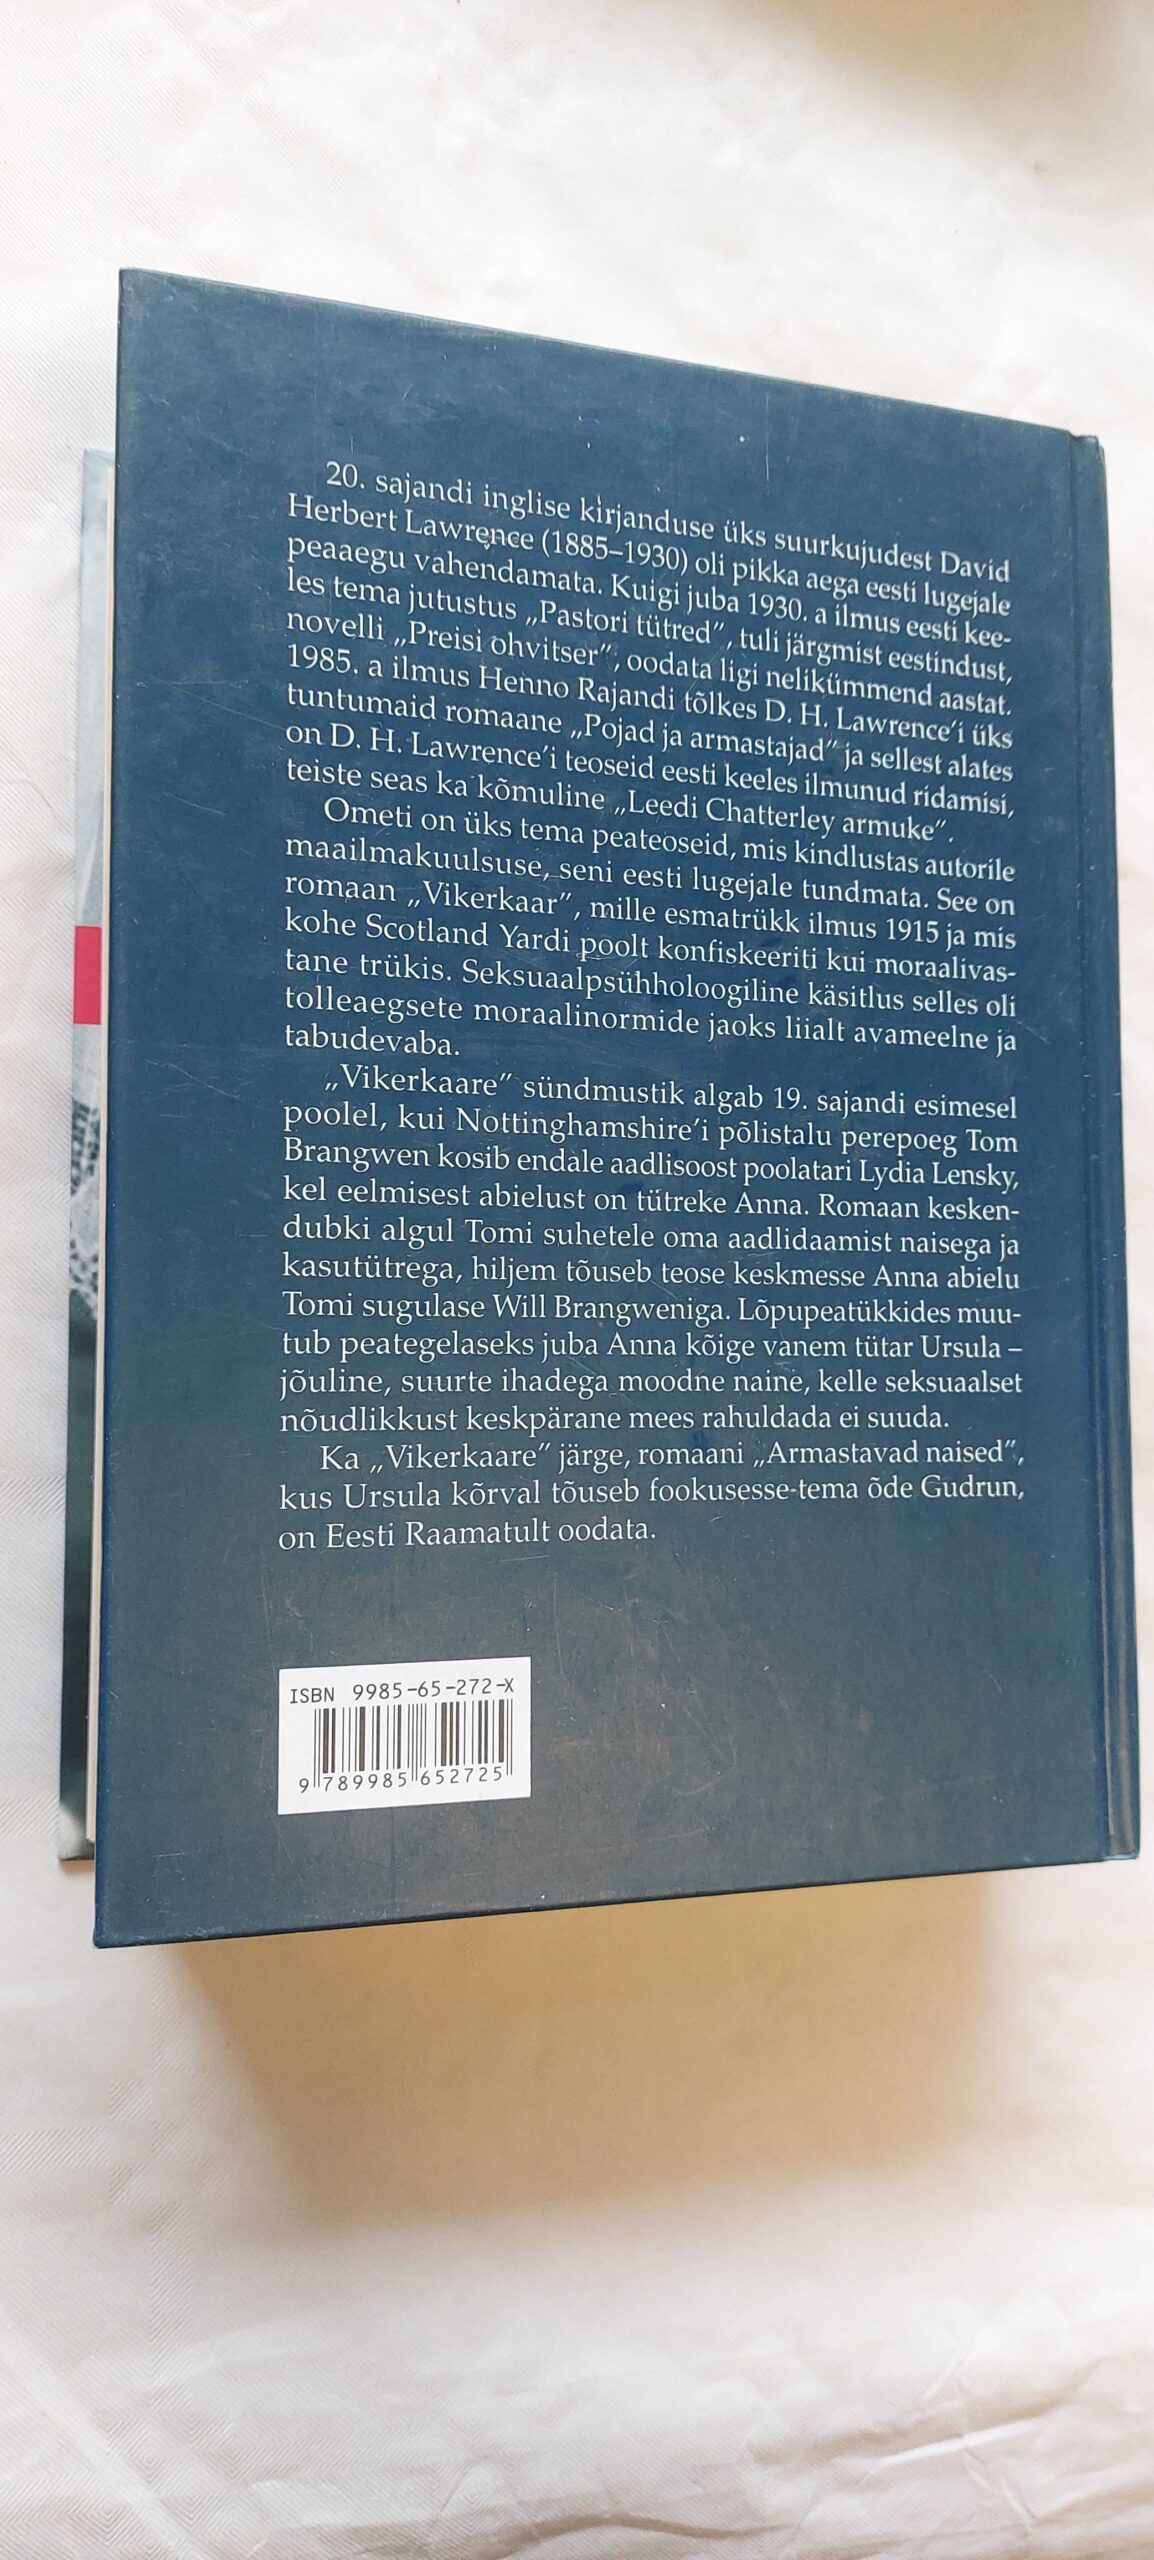 20. sajandi inglise kirjanduse üks suurkujudest David
Herbert Lawrence (1885–1930) oli pikka aega eesti lugejale
peaaegu vahendamata. Kuigi juba 1930. a ilmus eesti kee-
les tema jutustus „Pastori tütred”, tuli järgmist eestindust,
novelli „Preisi ohvitser”, oodata ligi nelikümmend aastat.
1985. a ilmus Henno Rajandi tõlkes D. H. Lawrence’i üks
tuntumaid romaane „Pojad ja armastajad” ja sellest alates
on D. H. Lawrence’i teoseid eesti keeles ilmunud ridamisi,
teiste seas ka kõmuline „Leedi Chatterley armuke”.
Ometi on üks tema peateoseid, mis kindlustas autorile
maailmakuulsuse, seni eesti lugejale tundmata. See on
romaan „Vikerkaar”, mille esmatrükk ilmus 1915 ja mis
kohe Scotland Yardi poolt konfiskeeriti kui moraalivas-
tane trükis. Seksuaalpsühholoogiline käsitlus selles oli
tolleaegsete moraalinormide jaoks liialt avameelne ja
tabudevaba.
„Vikerkaare” sündmustik algab 19. sajandi esimesel
poolel, kui Nottinghamshire’i põlistalu perepoeg Tom
Brangwen kosib endale aadlisoost poolatari Lydia Lensky,
kel eelmisest abielust on tütreke Anna. Romaan kesken-
dubki algul Tomi suhetele oma aadlidaamist naisega ja
kasutütrega, hiljem tõuseb teose keskmesse Anna abielu
Tomi sugulase Will Brangweniga. Lõpupeatükkides muu-
tub peategelaseks juba Anna kõige vanem tütar Ursula –
jõuline, suurte ihadega moodne naine, kelle seksuaalset
nõudlikkust keskpärane mees rahuldada ei suuda.
Ka „Vikerkaare” järge, romaani „Armastavad naised”,
kus Ursula kõrval tõuseb fookusesse tema õde Gudrun,
on Eesti Raamatult oodata.
ISBN 9985-65-272-X
9 789985 652725